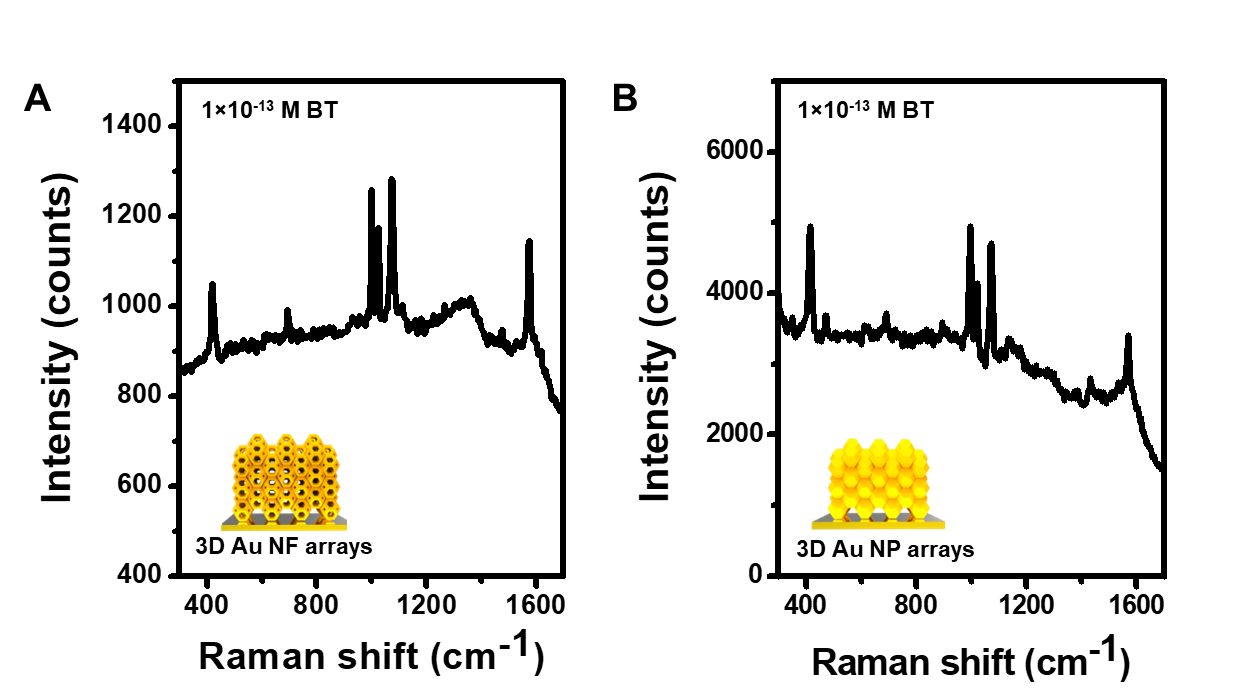 A
1×10⁻¹³ M BT
Intensity (counts)
1400
1200
1000
800
600
400
3D Au NF arrays
400 800 1200 1600
Raman shift (cm⁻¹)
B
1×10⁻¹³ M BT
Intensity (counts)
6000
4000
2000
0
3D Au NP arrays
400 800 1200 1600
Raman shift (cm⁻¹)